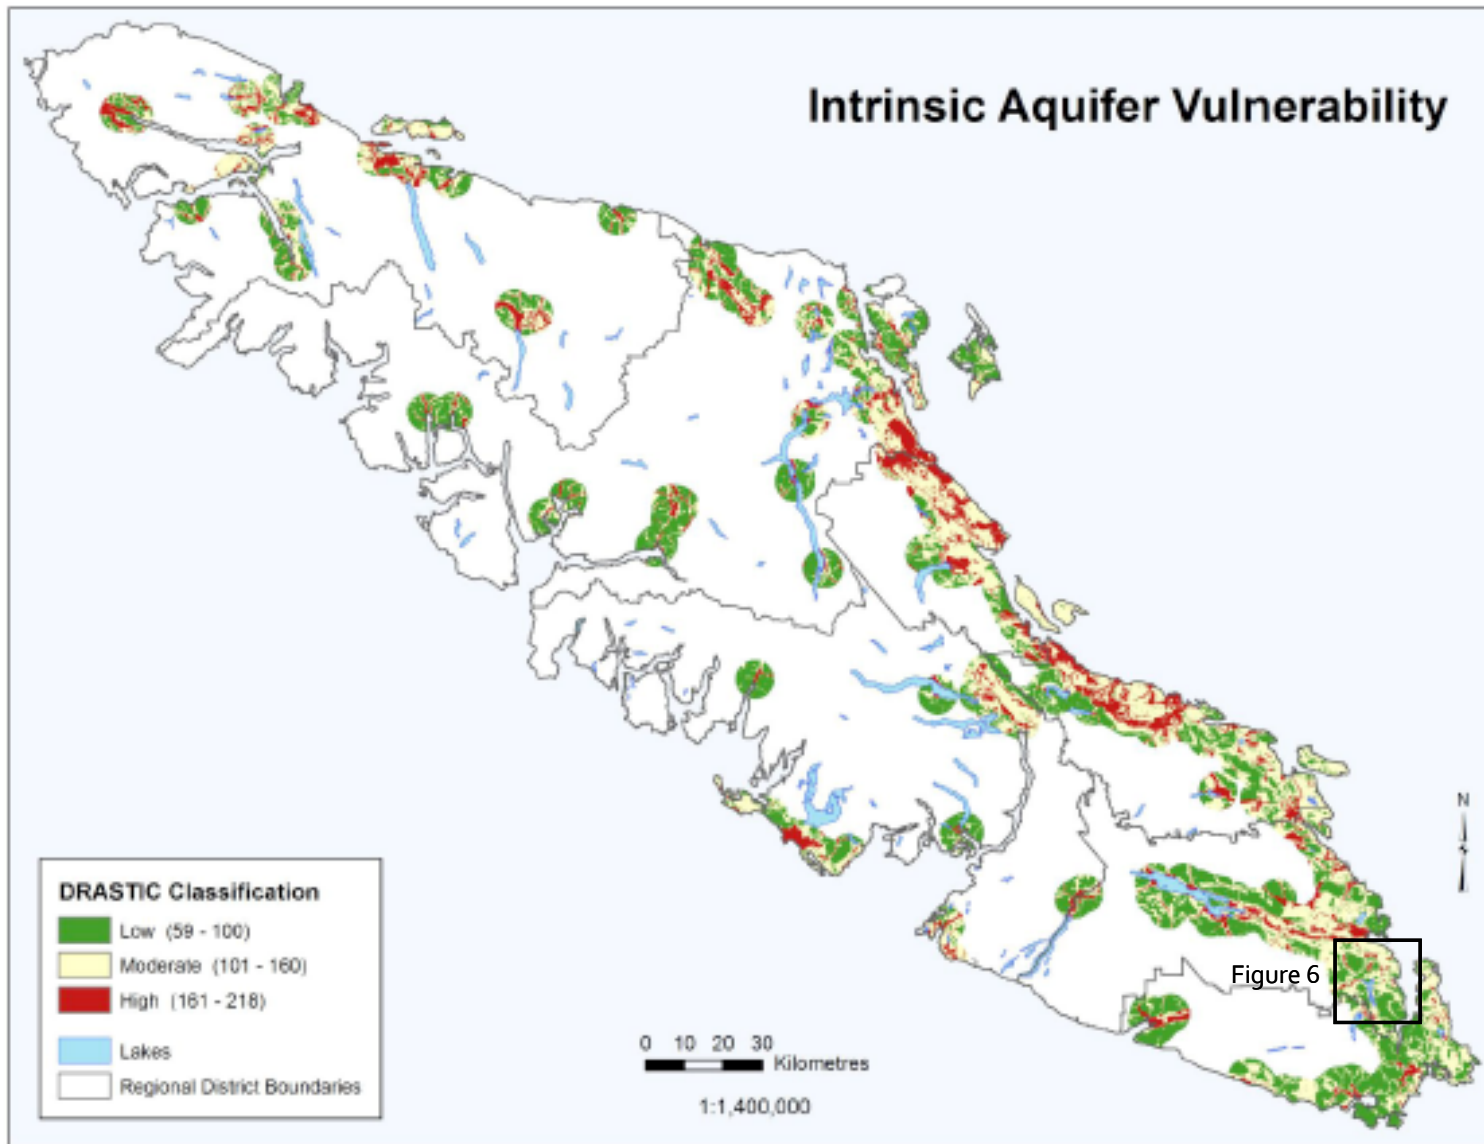 Intrinsic Aquifer Vulnerability
N
DRASTIC Classification
Low (59 - 100)
Moderate (101 - 160)
High (161 - 218)
Lakes
Regional District Boundaries
Figure 6
0 10 20 30
Kilometres
1:1,400,000